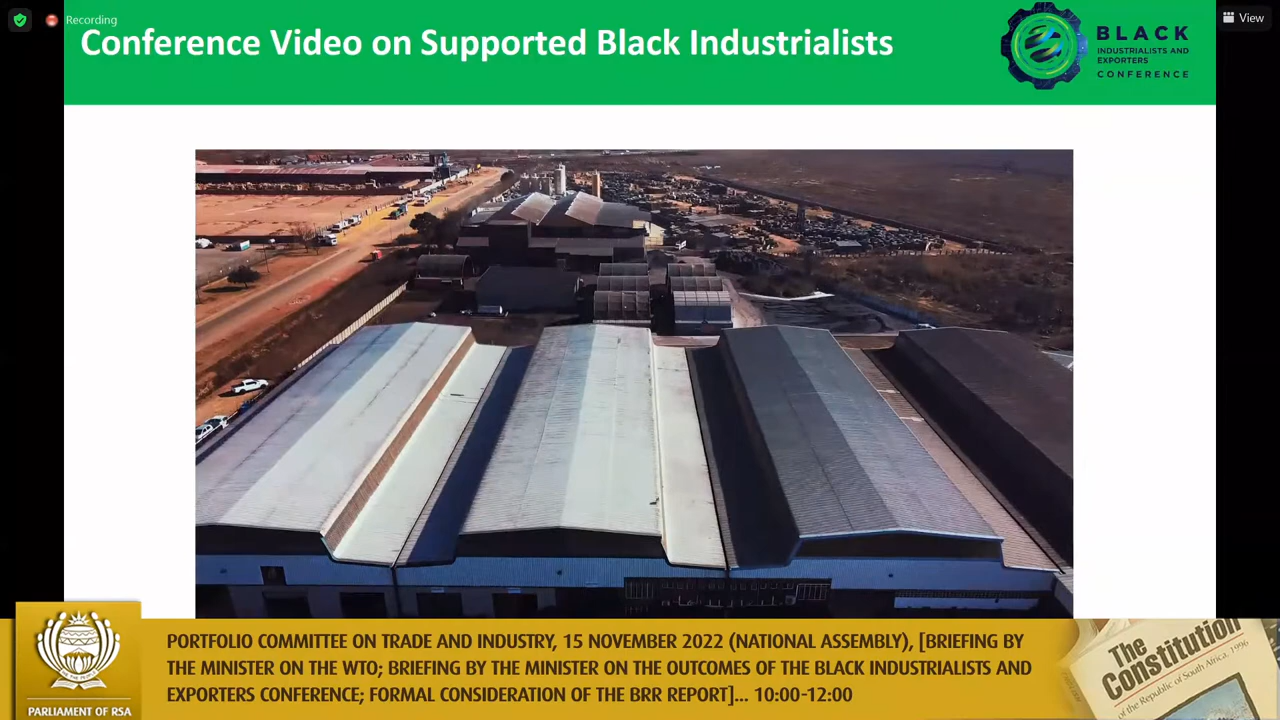 Recording
View
Conference Video on Supported Black Industrialists
BLACK
INDUSTRIALISTS AND
EXPORTERS
CONFERENCE
PORTFOLIO COMMITTEE ON TRADE AND INDUSTRY, 15 NOVEMBER 2022 (NATIONAL ASSEMBLY), [BRIEFING BY
THE MINISTER ON THE WTO; BRIEFING BY THE MINISTER ON THE OUTCOMES OF THE BLACK INDUSTRIALISTS AND
EXPORTERS CONFERENCE; FORMAL CONSIDERATION OF THE BRR REPORT]... 10:00-12:00
PARLIAMENT OF RSA
The
Constitution
of the Republic of South Africa, 1996